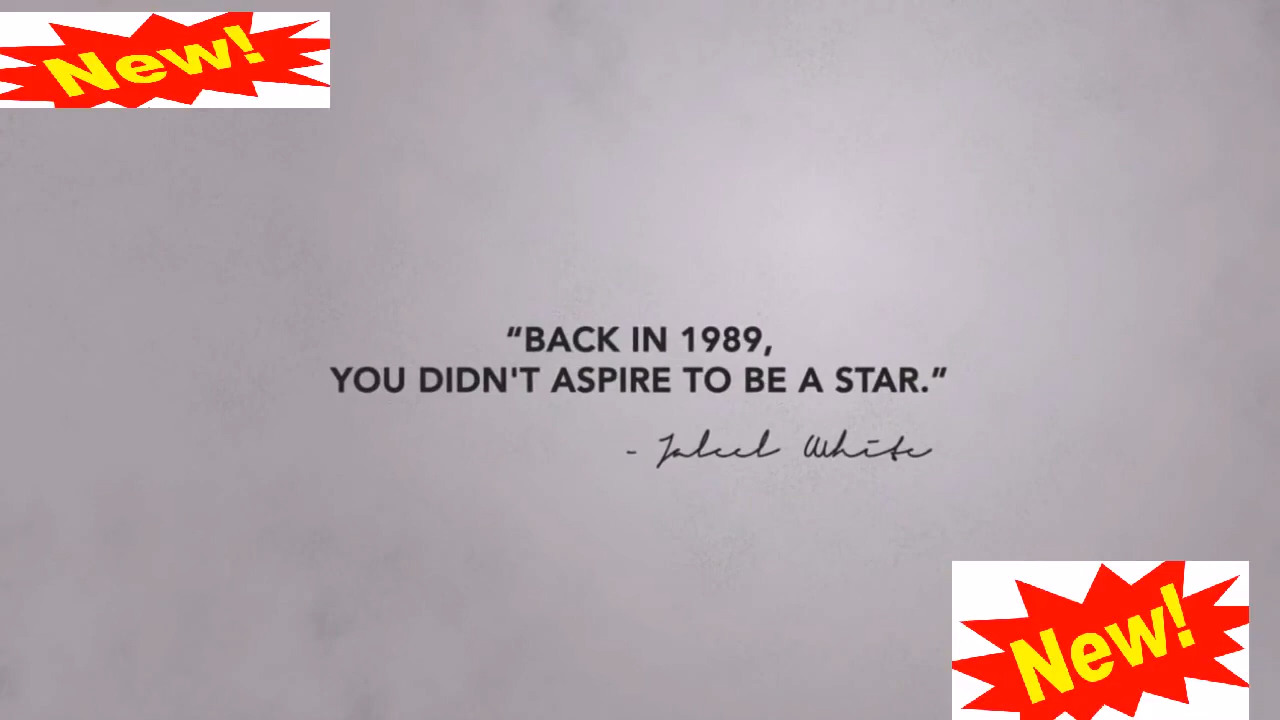 New!
“BACK IN 1989,
YOU DIDN'T ASPIRE TO BE A STAR.”
- Jaleel White
New!